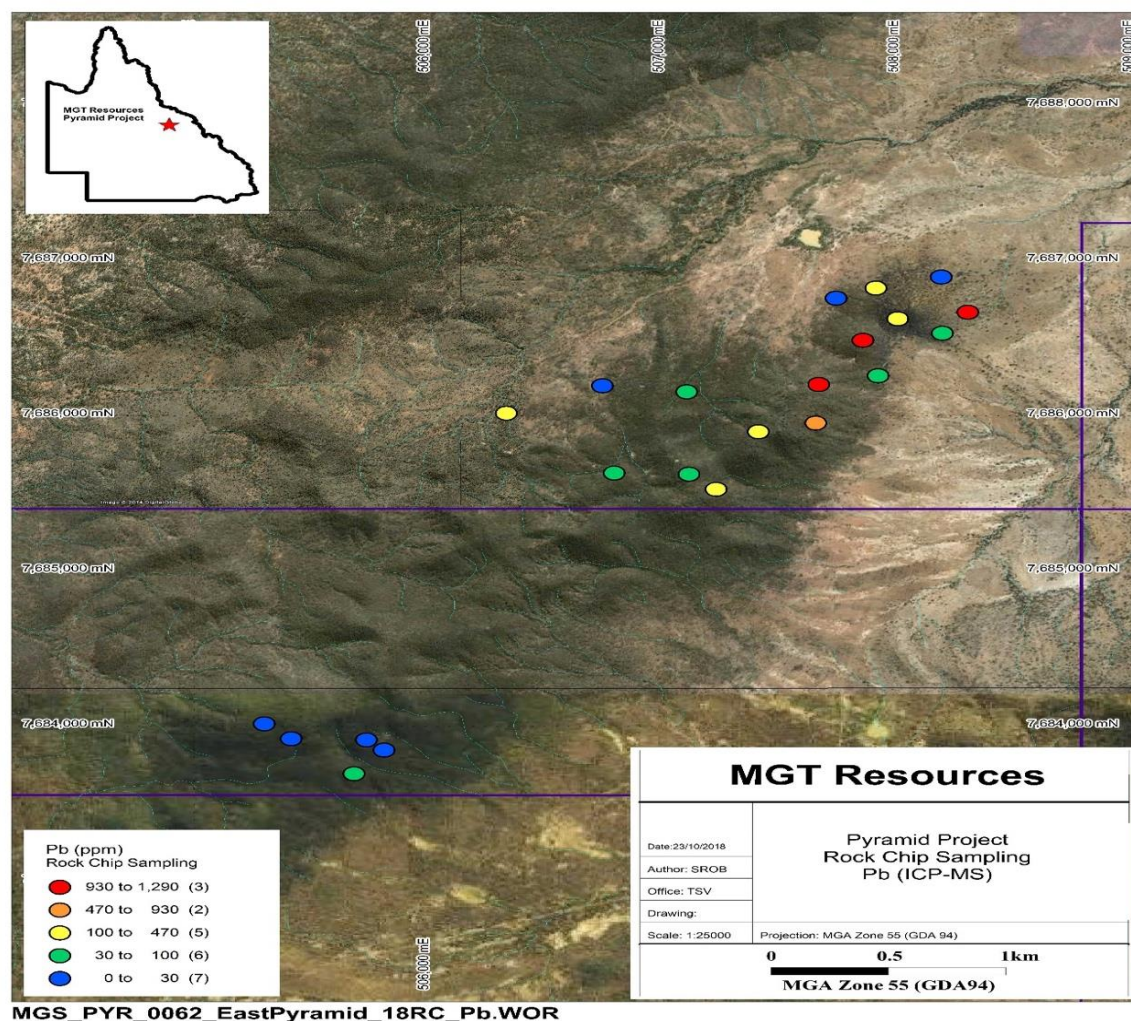 506,000 mE
507,000 mE
508,000 mE
509,000 mE
MGT Resources
Pyramid Project
7,688,000 mN
7,687,000 mN
7,687,000 mN
7,686,000 mN
7,686,000 mN
7,685,000 mN
7,685,000 mN
7,684,000 mN
7,684,000 mN
506,000 mE
Pb (ppm)
Rock Chip Sampling
930 to 1,290 (3)
470 to 930 (2)
100 to 470 (5)
30 to 100 (6)
0 to 30 (7)
MGT Resources
Date:23/10/2018
Author: SROB
Office: TSV
Drawing:
Scale: 1:25000
Pyramid Project
Rock Chip Sampling
Pb (ICP-MS)
Projection: MGA Zone 55 (GDA 94)
0 0.5 1km
MGA Zone 55 (GDA94)
MGS_PYR_0062_EastPyramid_18RC_Pb.WOR